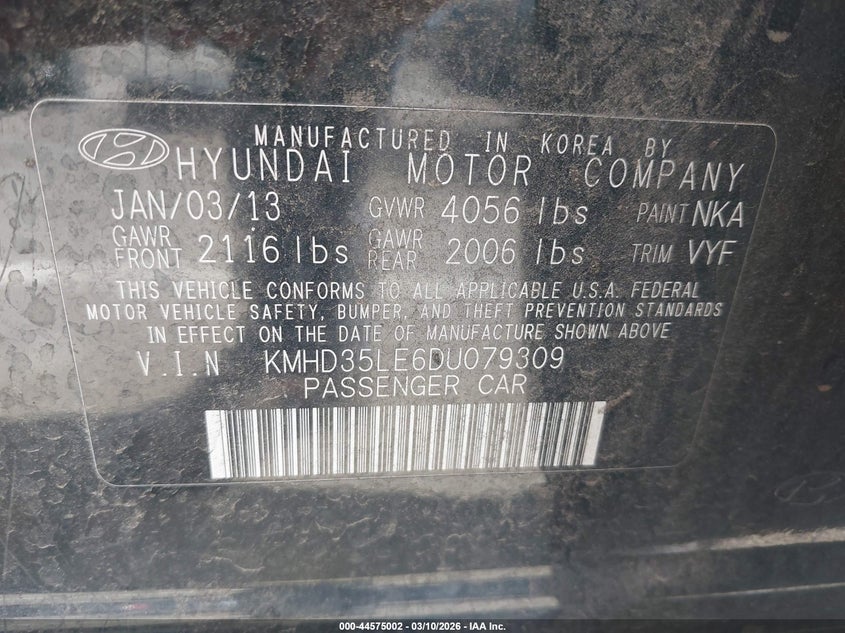 MANUFACTURED IN KOREA BY
HYUNDAI MOTOR COMPANY
JAN/03/13 GVWR 4056 lbs PAINT NKA
GAWR FRONT 2116 lbs GAWR REAR 2006 lbs TRIM VYF
THIS VEHICLE CONFORMS TO ALL APPLICABLE U.S.A. FEDERAL
MOTOR VEHICLE SAFETY, BUMPER, AND THEFT PREVENTION STANDARDS
IN EFFECT ON THE DATE OF MANUFACTURE SHOWN ABOVE
V.I.N KMHD35LE6DU079309
PASSENGER CAR
000-44575002 - 03/10/2026 - IAA Inc.